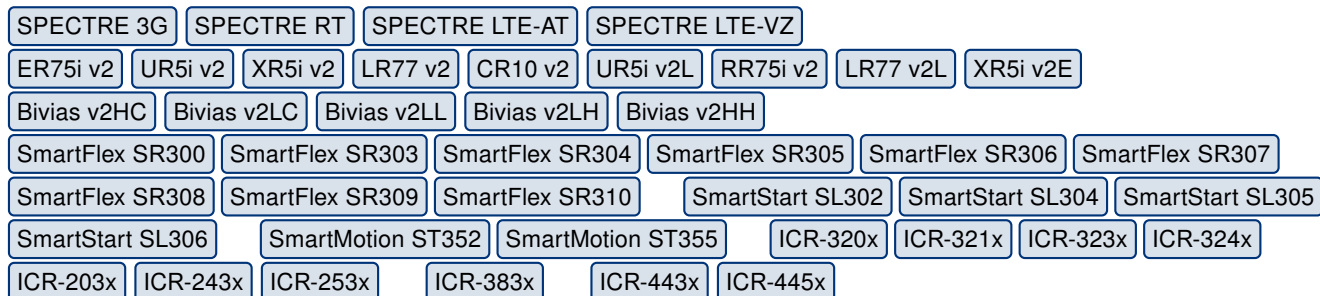 SPECTRE 3G SPECTRE RT SPECTRE LTE-AT SPECTRE LTE-VZ
ER75i v2 UR5i v2 XR5i v2 LR77 v2 CR10 v2 UR5i v2L RR75i v2 LR77 v2L XR5i v2E
Bivias v2HC Bivias v2LC Bivias v2LL Bivias v2LH Bivias v2HH
SmartFlex SR300 SmartFlex SR303 SmartFlex SR304 SmartFlex SR305 SmartFlex SR306 SmartFlex SR307
SmartFlex SR308 SmartFlex SR309 SmartFlex SR310 SmartStart SL302 SmartStart SL304 SmartStart SL305
SmartStart SL306 SmartMotion ST352 SmartMotion ST355 ICR-320x ICR-321x ICR-323x ICR-324x
ICR-203x ICR-243x ICR-253x ICR-383x ICR-443x ICR-445x